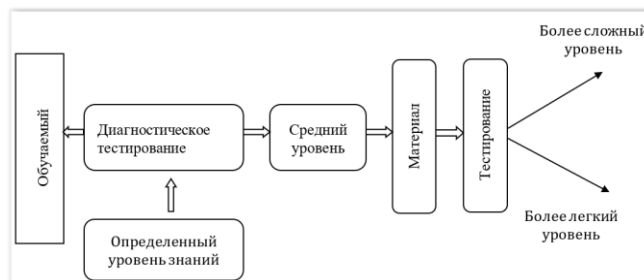 Обучаемый
Диагностическое
тестирование
Определенный
уровень знаний
Средний
уровень
Материал
Тестирование
Более сложный
уровень
Более легкий
уровень